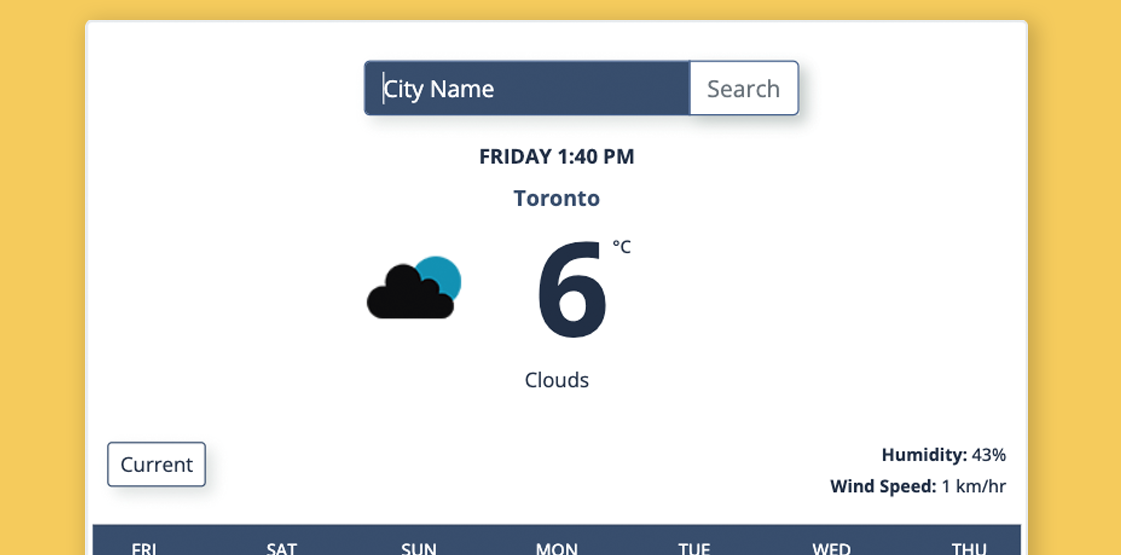 City Name Search
FRIDAY 1:40 PM
Toronto
6 °C
Clouds
Current
Humidity: 43%
Wind Speed: 1 km/hr
FRI SAT SUN MON TUE WED THU